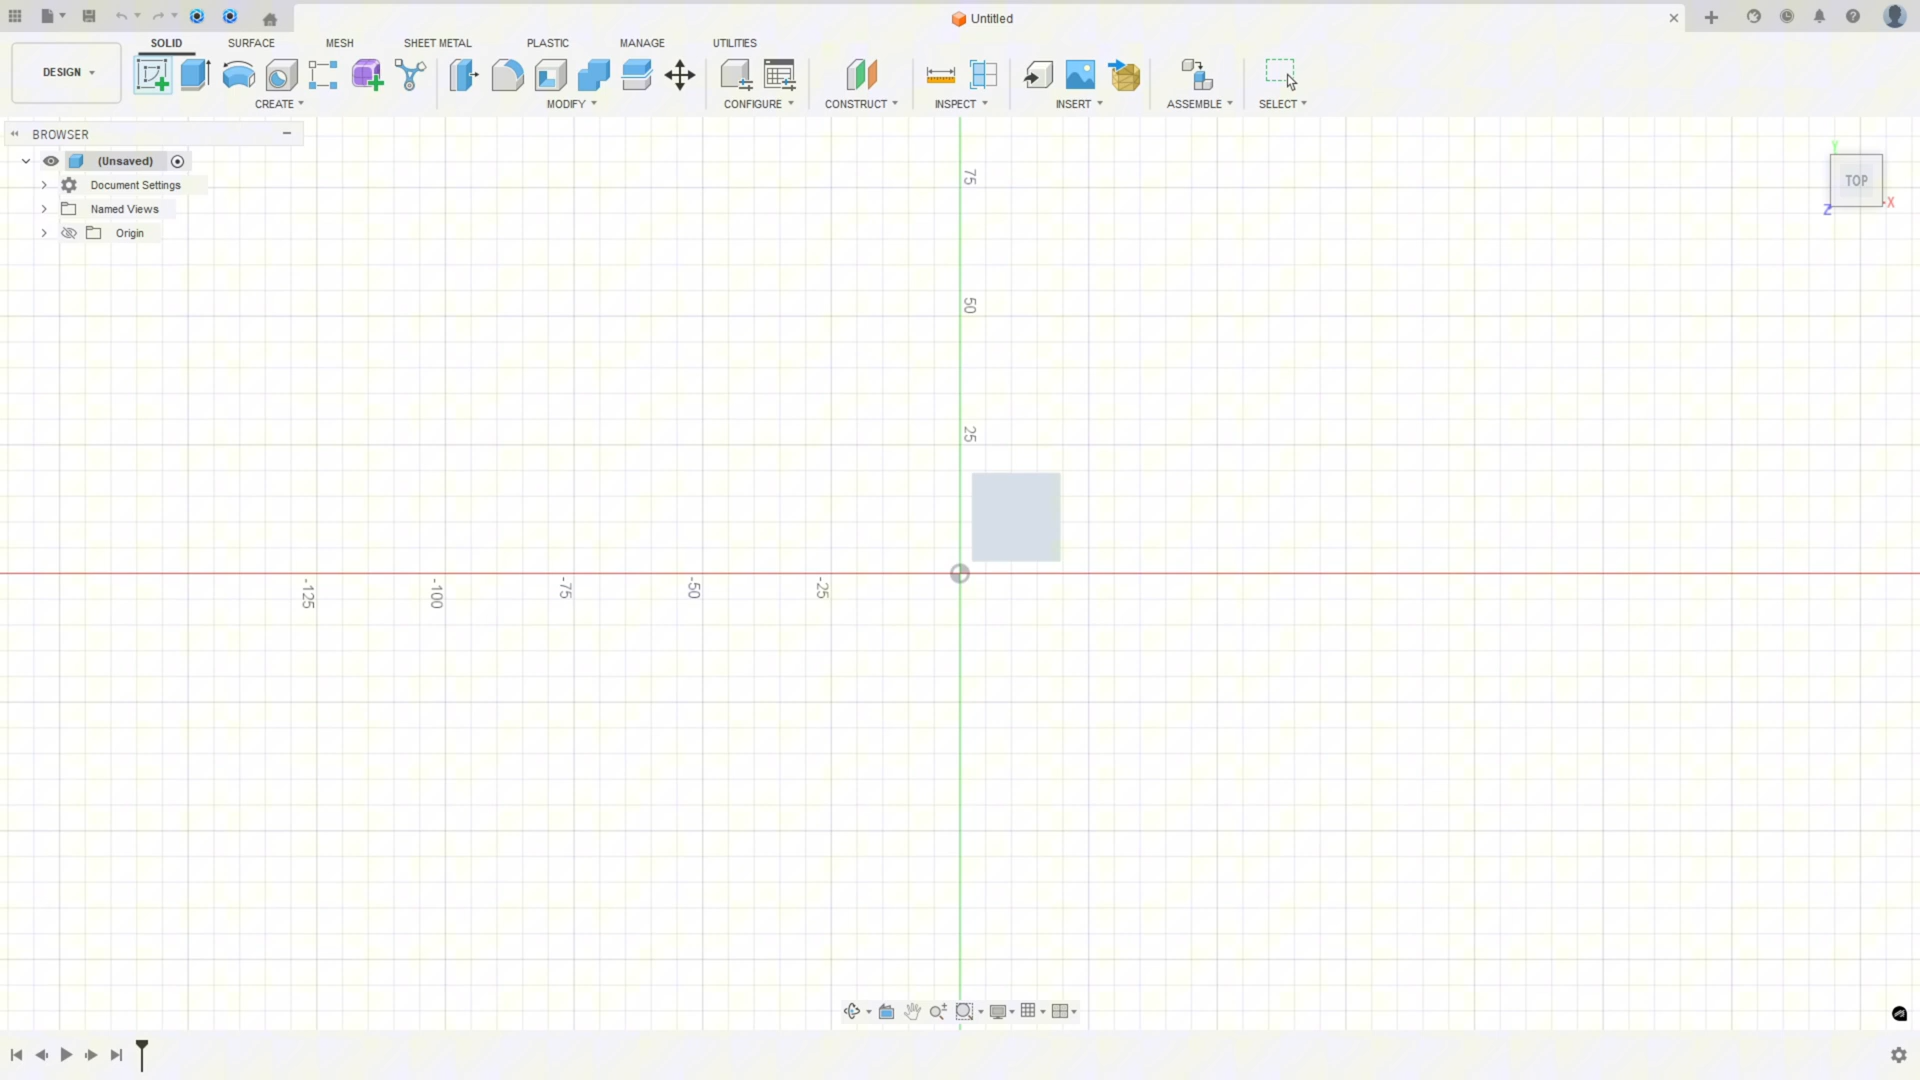 Untitled
SOLID SURFACE MESH SHEET METAL PLASTIC MANAGE UTILITIES
DESIGN
CREATE MODIFY CONFIGURE CONSTRUCT INSPECT INSERT ASSEMBLE SELECT
BROWSER
(Unsaved)
Document Settings
Named Views
Origin
Y
TOP
X
Z
75
50
25
-125 -100 -75 -50 -25